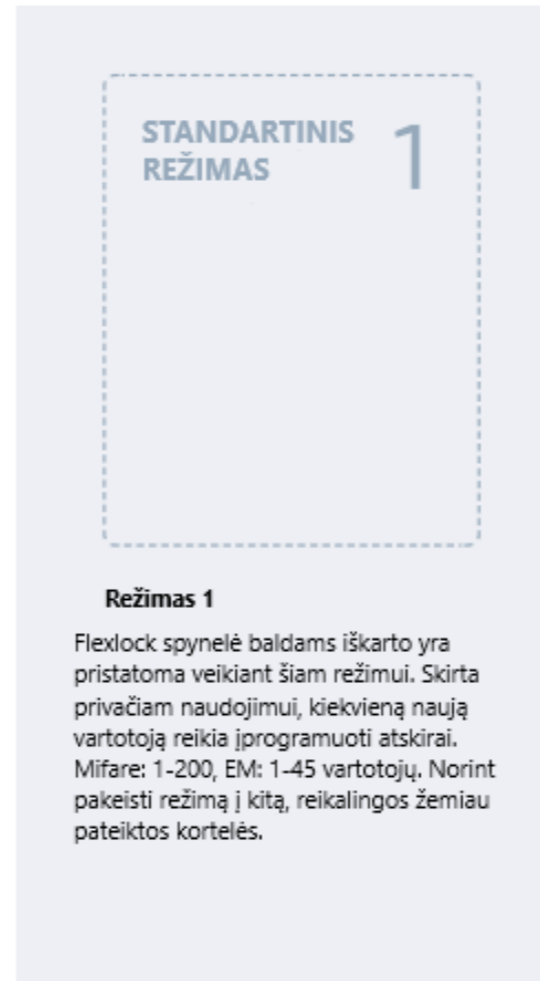 STANDARTINIS 1
REŽIMAS
Režimas 1
Flexlock spynelė baldams iškarto yra
pristatoma veikiant šiam režimui. Skirta
privačiam naudojimui, kiekvieną naują
vartotoją reikia įprogramuoti atskirai.
Mifare: 1-200, EM: 1-45 vartotojų. Norint
pakeisti režimą į kitą, reikalingos žemiau
pateiktos kortelės.